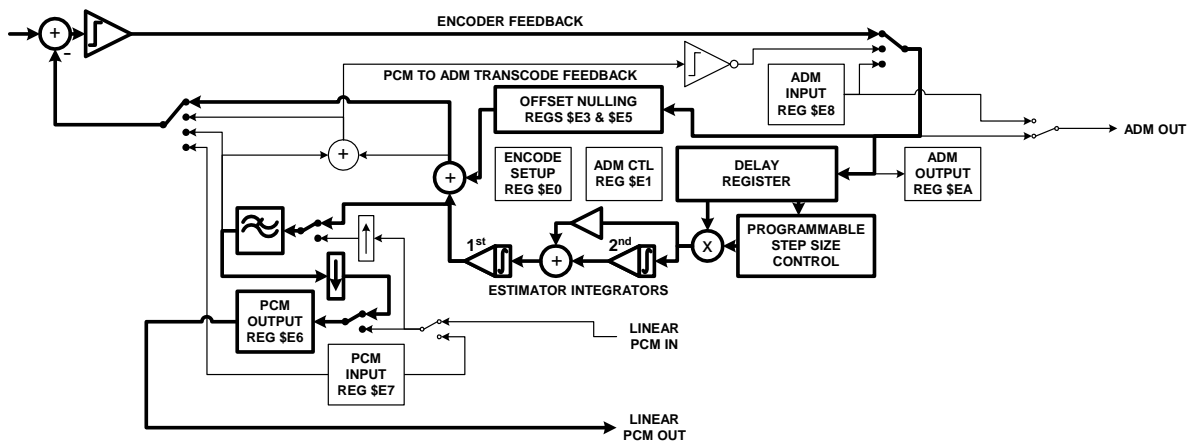 ENCODER FEEDBACK
+
-
PCM TO ADM TRANSCODE FEEDBACK
ADM
INPUT
REG $E8
OFFSET NULLING
REGS $E3 & $E5
ADM OUT
+
ENCODE
SETUP
REG $E0
ADM CTL
REG $E1
DELAY
REGISTER
ADM
OUTPUT
REG $EA
+
1st
+
2nd
X
PROGRAMMABLE
STEP SIZE
CONTROL
ESTIMATOR INTEGRATORS
PCM
OUTPUT
REG $E6
LINEAR
PCM IN
PCM
INPUT
REG $E7
LINEAR
PCM OUT